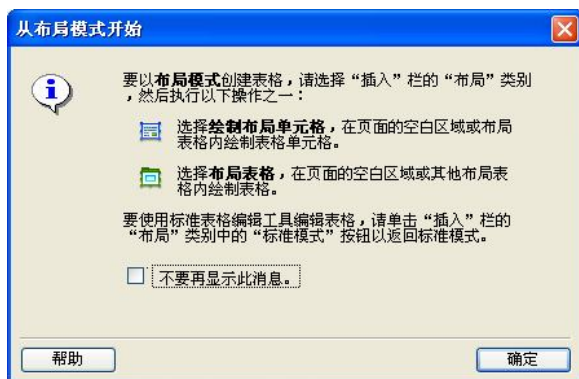 从布局模式开始
要以布局模式创建表格，请选择“插入”栏的“布局”类别
，然后执行以下操作之一：
选择绘制布局单元格，在页面的空白区域或布局
表格内绘制表格单元格。
选择布局表格，在页面的空白区域或其他布局表
格内绘制表格。
要使用标准表格编辑工具编辑表格，请单击“插入”栏的
“布局”类别中的“标准模式”按钮以返回标准模式。
不要再显示此消息。
帮助
确定